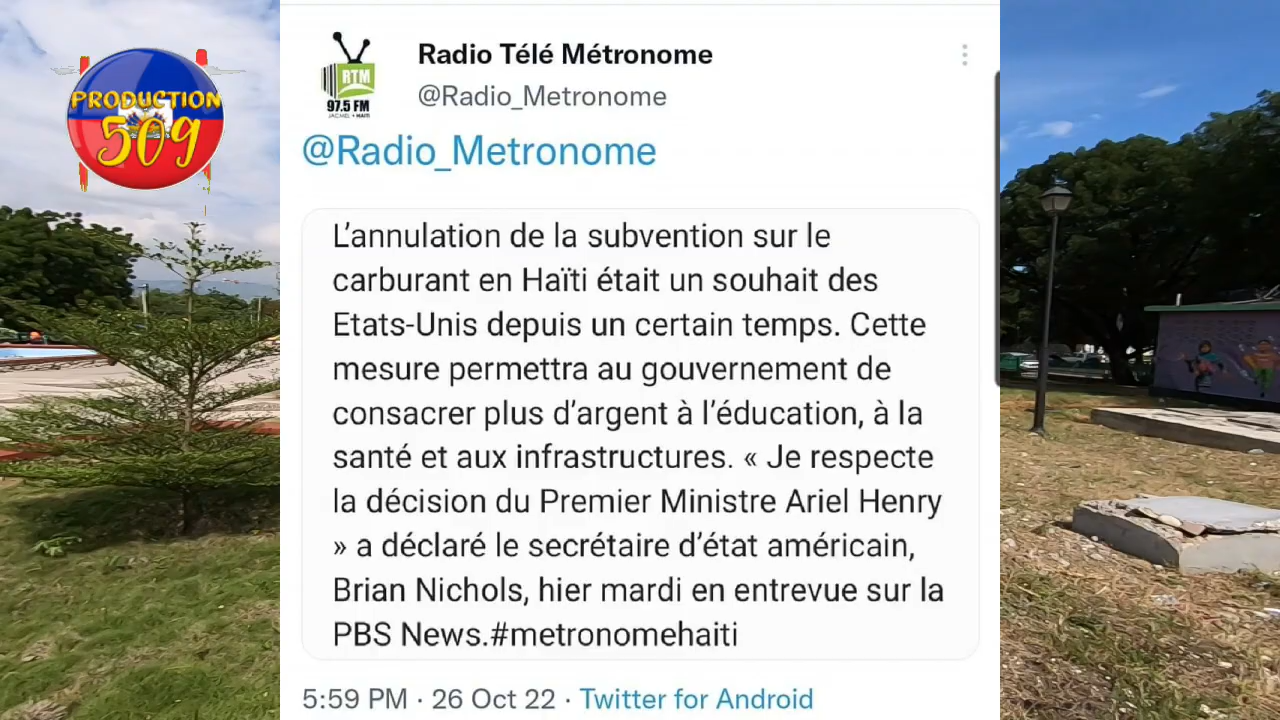 PRODUCTION
509
RTM
97.5 FM
JACMEL • HAITI
Radio Télé Métronome
@Radio_Metronome
@Radio_Metronome
L’annulation de la subvention sur le
carburant en Haïti était un souhait des
Etats-Unis depuis un certain temps. Cette
mesure permettra au gouvernement de
consacrer plus d’argent à l’éducation, à la
santé et aux infrastructures. « Je respecte
la décision du Premier Ministre Ariel Henry
» a déclaré le secrétaire d’état américain,
Brian Nichols, hier mardi en entrevue sur la
PBS News.#metronomehaiti
5:59 PM · 26 Oct 22 · Twitter for Android